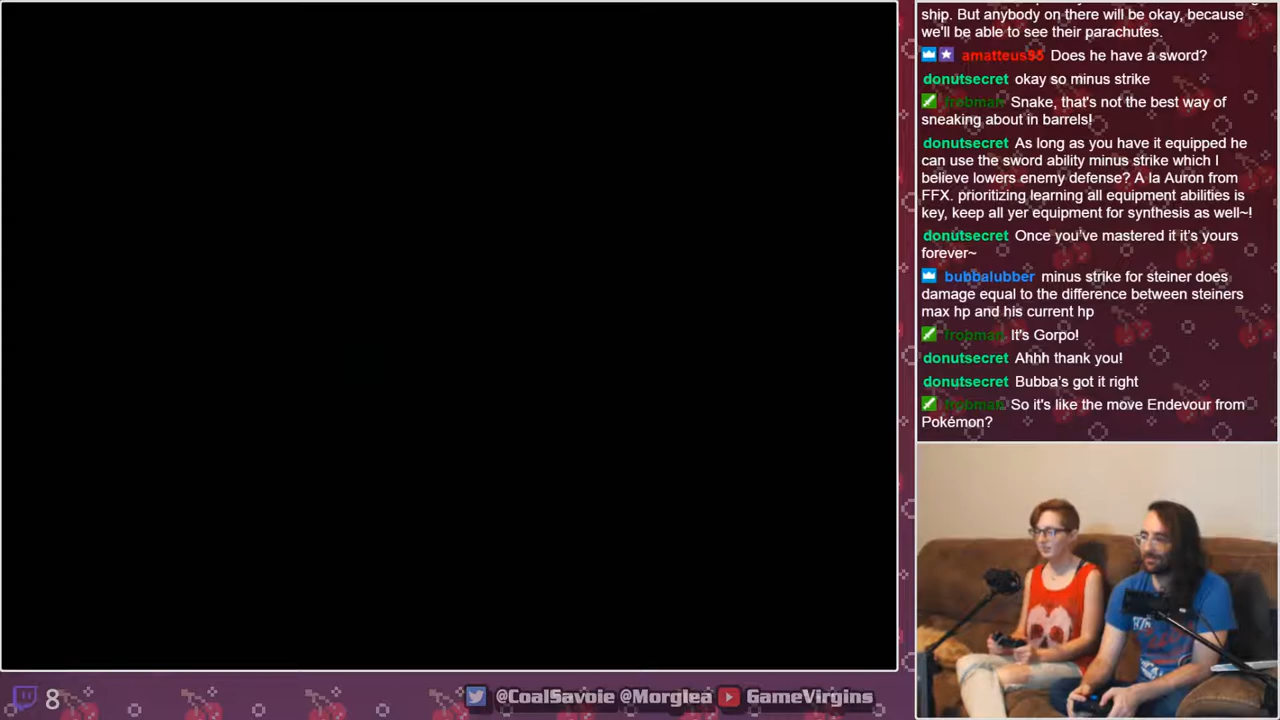 ship. But anybody on there will be okay, because
we'll be able to see their parachutes.
amatteus95 Does he have a sword?
donutsecret okay so minus strike
frobman Snake, that's not the best way of
sneaking about in barrels!
donutsecret As long as you have it equipped he
can use the sword ability minus strike which I
believe lowers enemy defense? A la Auron from
FFX. prioritizing learning all equipment abilities is
key, keep all yer equipment for synthesis as well~!
donutsecret Once you've mastered it it's yours
forever~
bubbalubber minus strike for steiner does
damage equal to the difference between steiners
max hp and his current hp
frobman It's Gorpo!
donutsecret Ahhh thank you!
donutsecret Bubba's got it right
frobman So it's like the move Endevour from
Pokémon?
8
@CoalSavoie @Morglea GameVirgins